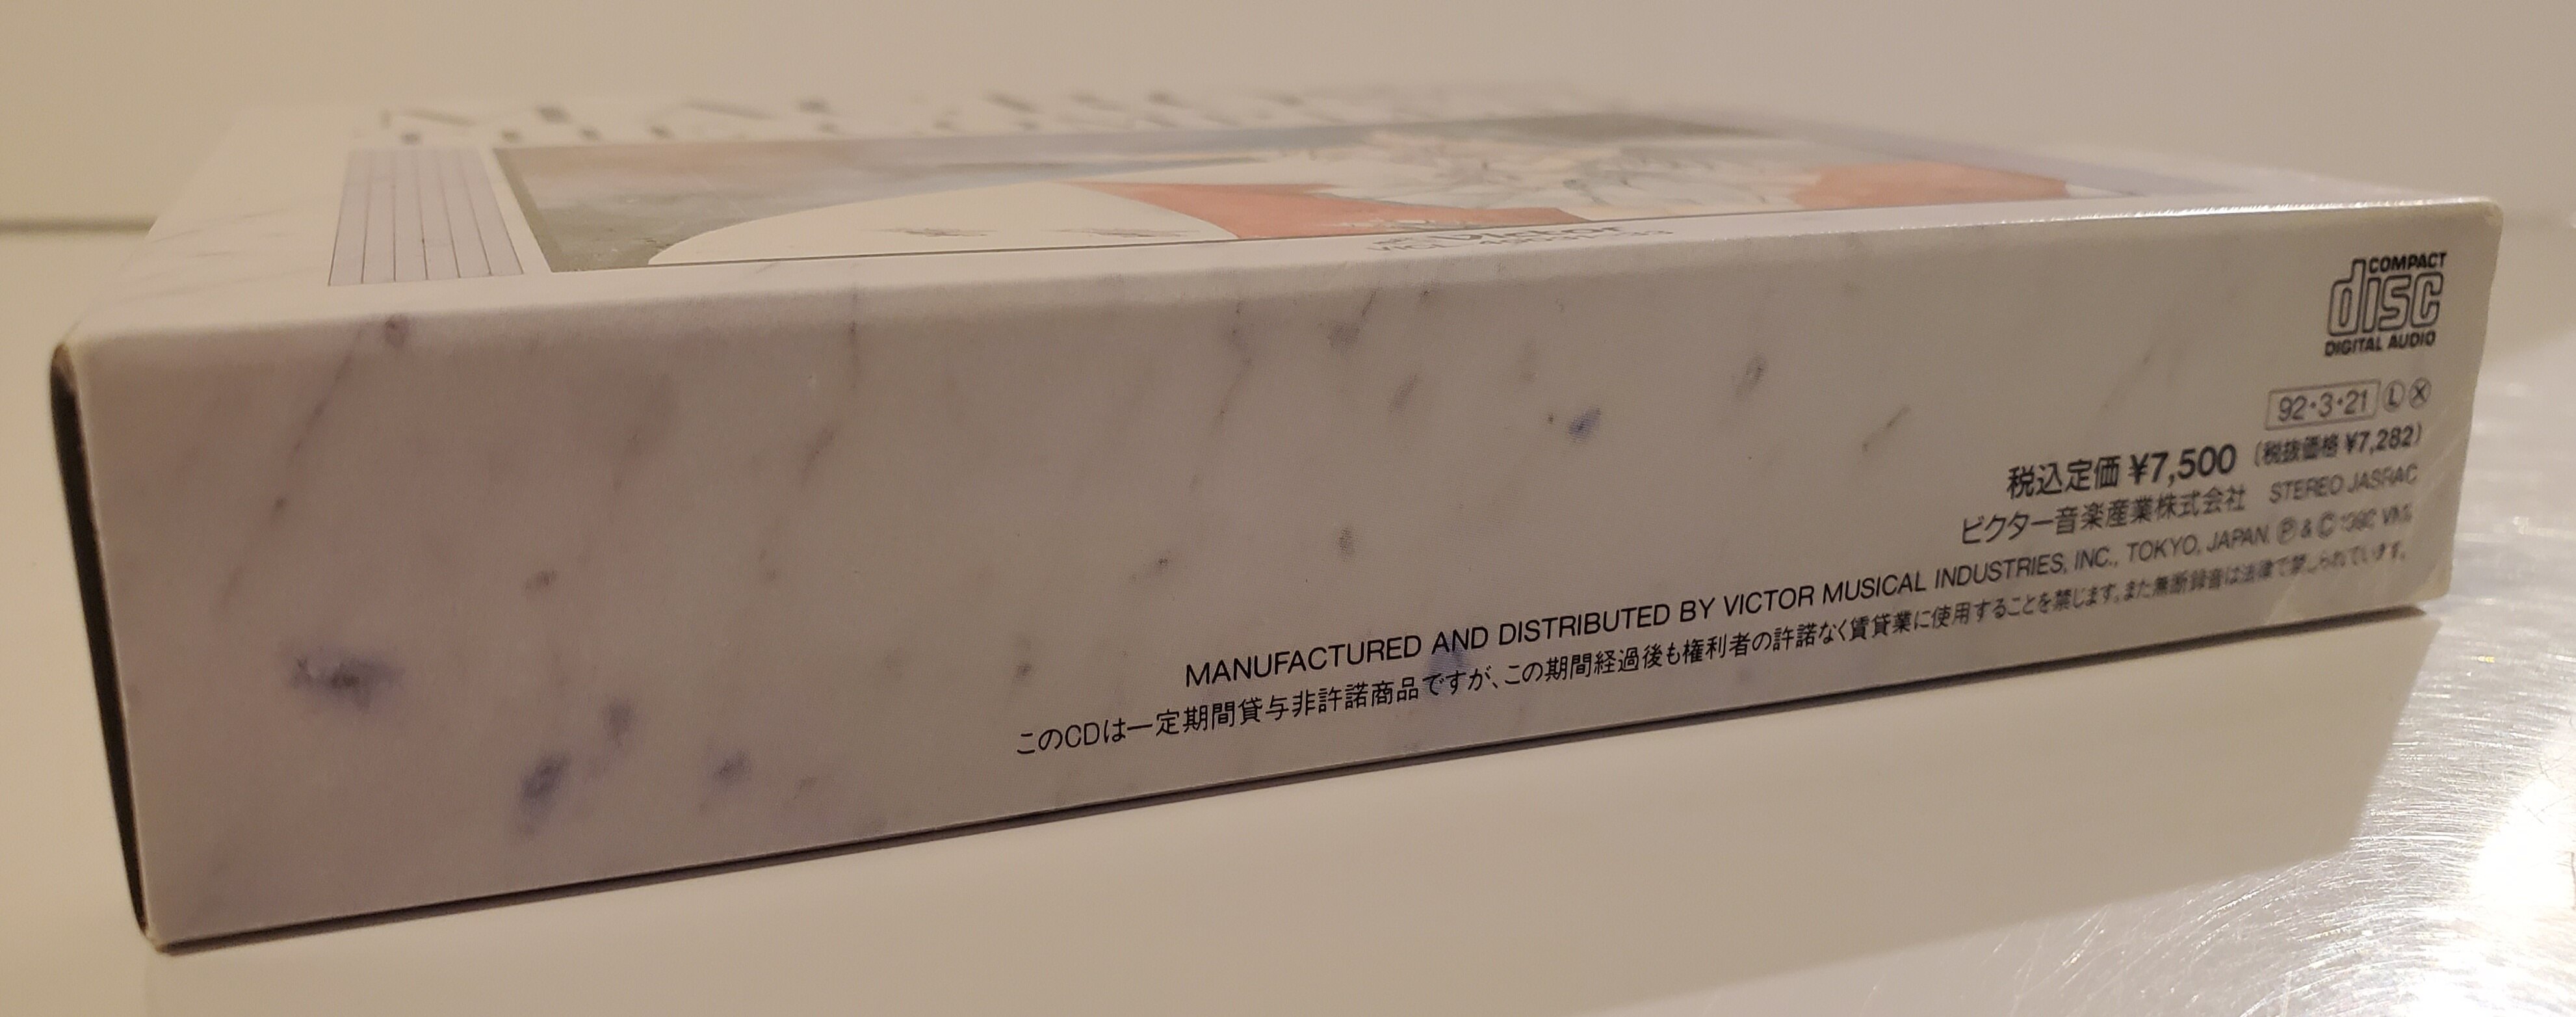 COMPACT
disc
DIGITAL AUDIO
92・3・21 Ⓛ Ⓧ
税込定価 ¥7,500 (税抜価格 ¥7,282)
ビクター音楽産業株式会社 STEREO JASRAC
MANUFACTURED AND DISTRIBUTED BY VICTOR MUSICAL INDUSTRIES, INC., TOKYO, JAPAN. Ⓟ & Ⓒ 1992 VMI
このCDは一定期間貸与非許諾商品ですが、この期間経過後も権利者の許諾なく賃貸業に使用することを禁じます。また無断録音は法律で禁じられています。